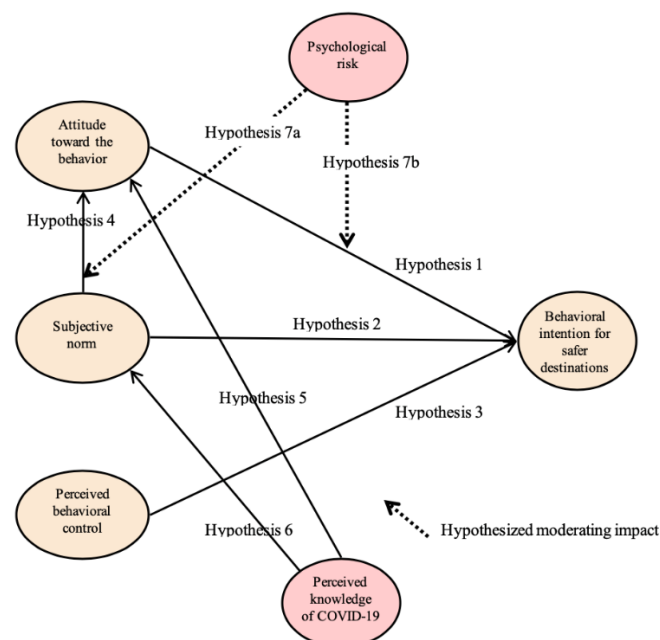 Psychological
risk
Hypothesis 7a
Attitude
toward the
behavior
Hypothesis 7b
Hypothesis 4
Hypothesis 1
Subjective
norm
Hypothesis 2
Behavioral
intention for
safer
destinations
Hypothesis 5
Hypothesis 3
Perceived
behavioral
control
Hypothesis 6
Hypothesized moderating impact
Perceived
knowledge
of COVID-19